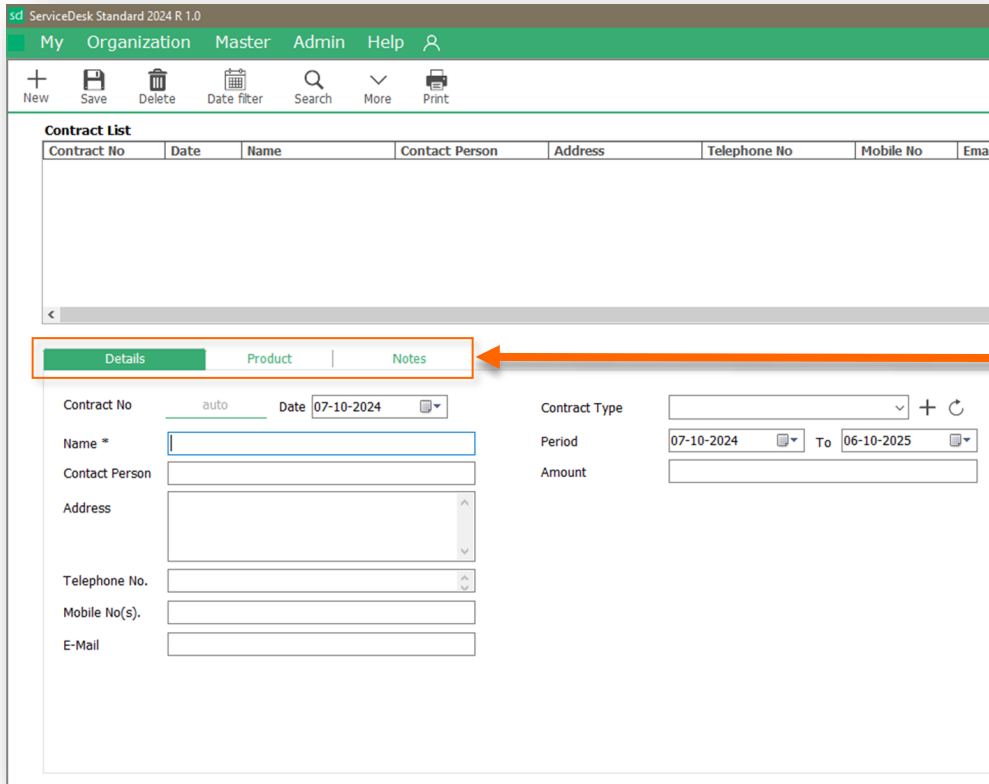 sd ServiceDesk Standard 2024 R 1.0
My Organization Master Admin Help
New Save Delete Date filter Search More Print
Contract List
Contract No Date Name Contact Person Address Telephone No Mobile No Ema
Details Product Notes
Contract No auto Date 07-10-2024 Contract Type
Name * Period 07-10-2024 To 06-10-2025
Contact Person Amount
Address
Telephone No.
Mobile No(s).
E-Mail